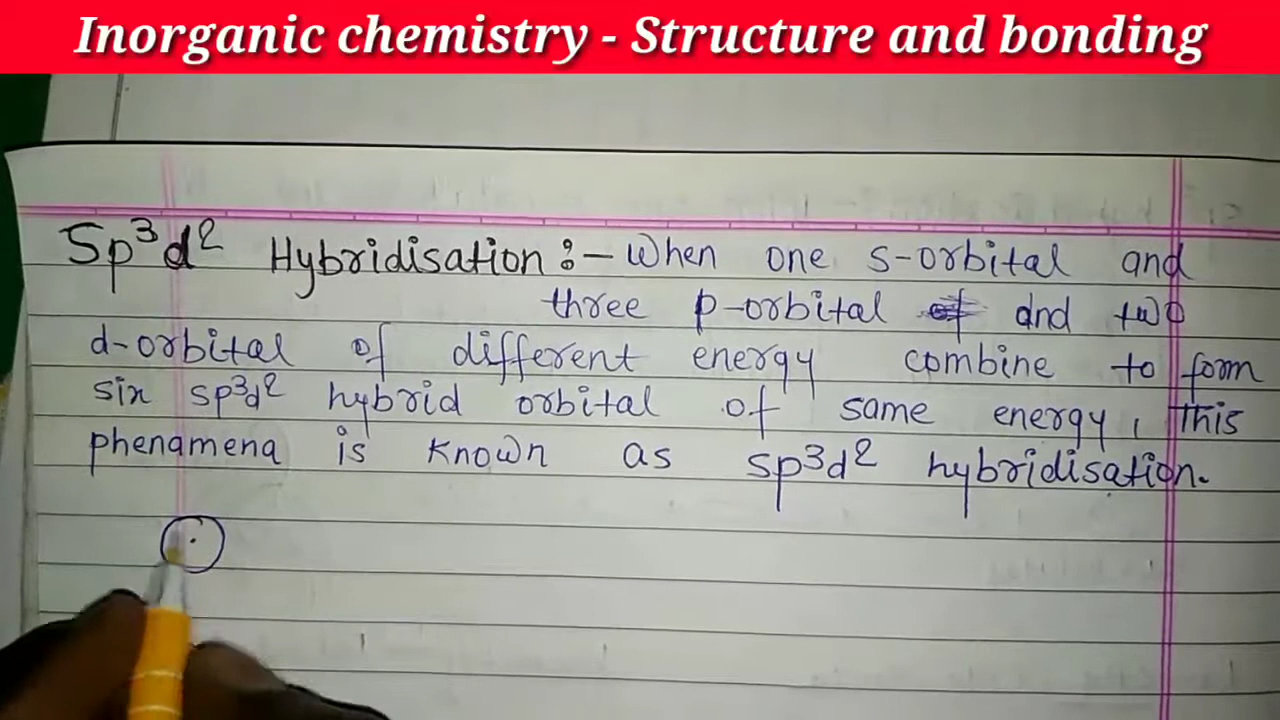 Inorganic chemistry - Structure and bonding
Sp³d² Hybridisation :- When one s-orbital and
three p-orbital and two
d-orbital of different energy combine to form
six sp³d² hybrid orbital of same energy, This
phenamena is known as sp³d² hybridisation.